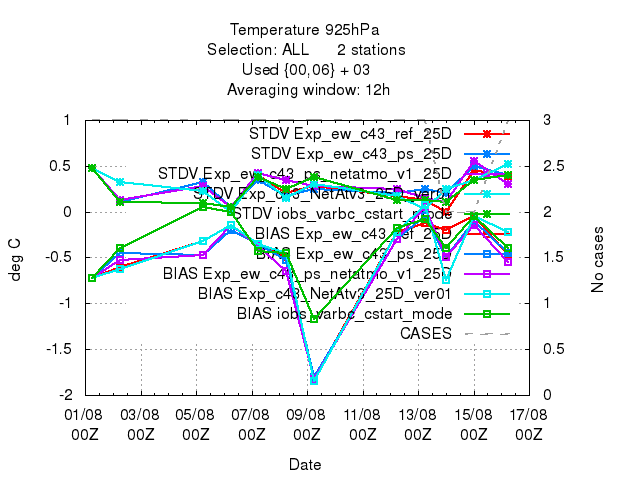 Temperature 925hPa
Selection: ALL 2 stations
Used {00,06} + 03
Averaging window: 12h
1
0.5
0
-0.5
-1
-1.5
-2
deg C
3
2.5
2
1.5
1
0.5
0
No cases
STDV Exp_ew_c43_ref_25D
STDV Exp_ew_c43_ps_25D
STDV Exp_ew_c43_ps_netatmo_v1_25D
STDV Exp_c43_NetAtv3_25D_ver01
STDV iobs_varbc_cstart_mode
BIAS Exp_ew_c43_ref_25D
BIAS Exp_ew_c43_ps_25D
BIAS Exp_ew_c43_ps_netatmo_v1_25D
BIAS Exp_c43_NetAtv3_25D_ver01
BIAS iobs_varbc_cstart_mode
CASES
01/08 03/08 05/08 07/08 09/08 11/08 13/08 15/08 17/08
00Z 00Z 00Z 00Z 00Z 00Z 00Z 00Z 00Z
Date